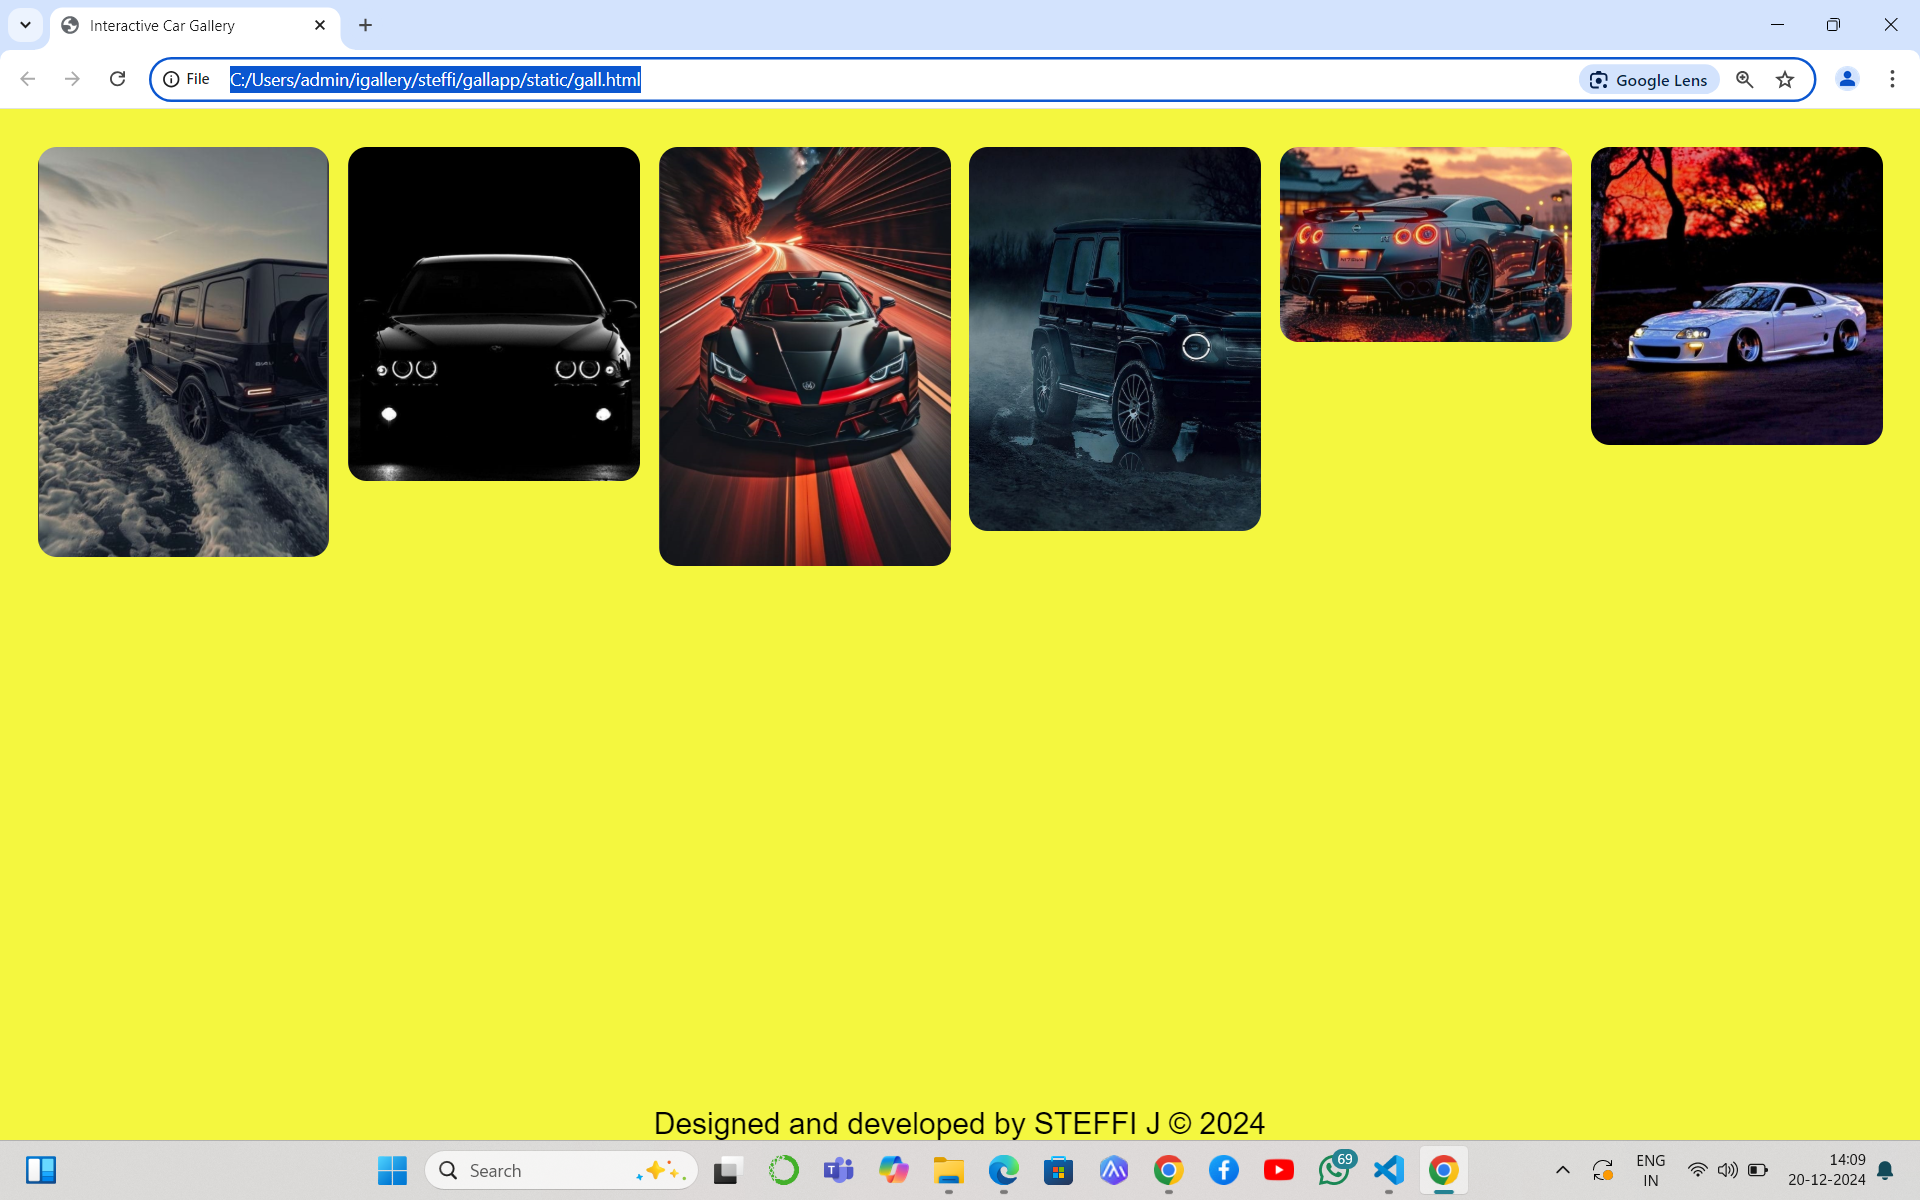 Interactive Car Gallery
File
C:/Users/admin/igallery/steffi/gallapp/static/gall.html
Google Lens
Designed and developed by STEFFI J © 2024
Search
69
ENG
IN
14:09
20-12-2024